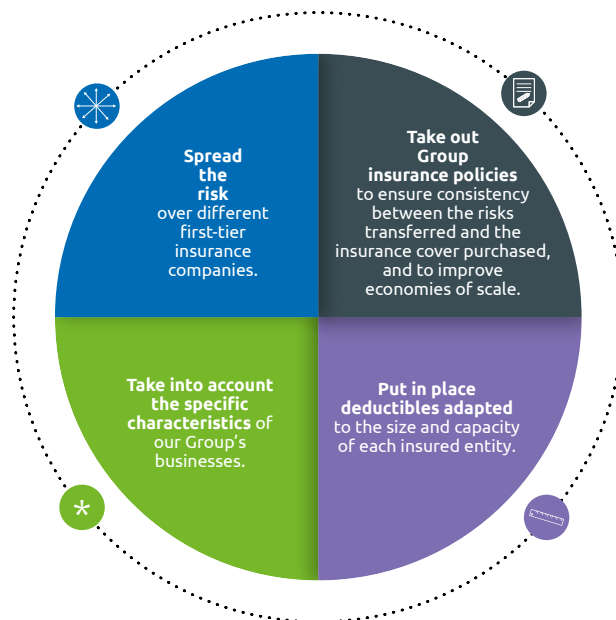 Spread
the
risk
over different
first-tier
insurance
companies.
Take out
Group
insurance policies
to ensure consistency
between the risks
transferred and the
insurance cover purchased,
and to improve
economies of scale.
Take into account
the specific
characteristics of
our Group's
businesses.
Put in place
deductibles adapted
to the size and capacity
of each insured entity.
*